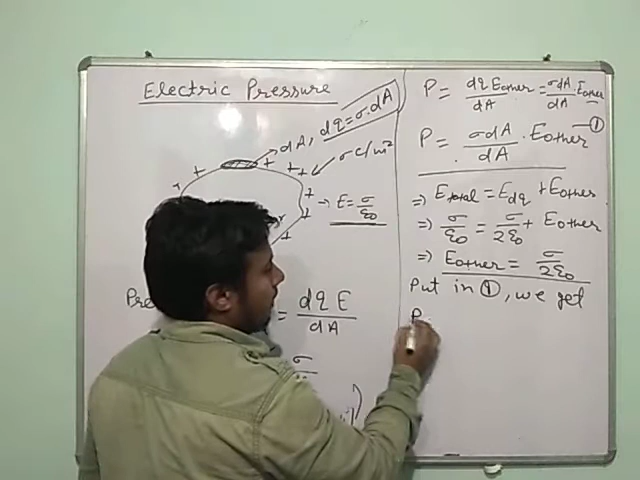 Electric Pressure
dA, dq=σ.dA
σ c/m²
→ E = σ/ε0
= dq E / dA
σ
P = dq Eother / dA = σdA / dA . Eother
P = σdA / dA . Eother ①
⇒ Etotal = Edq + Eother
⇒ σ/ε0 = σ/2ε0 + Eother
⇒ Eother = σ/2ε0
Put in ①, we get
P